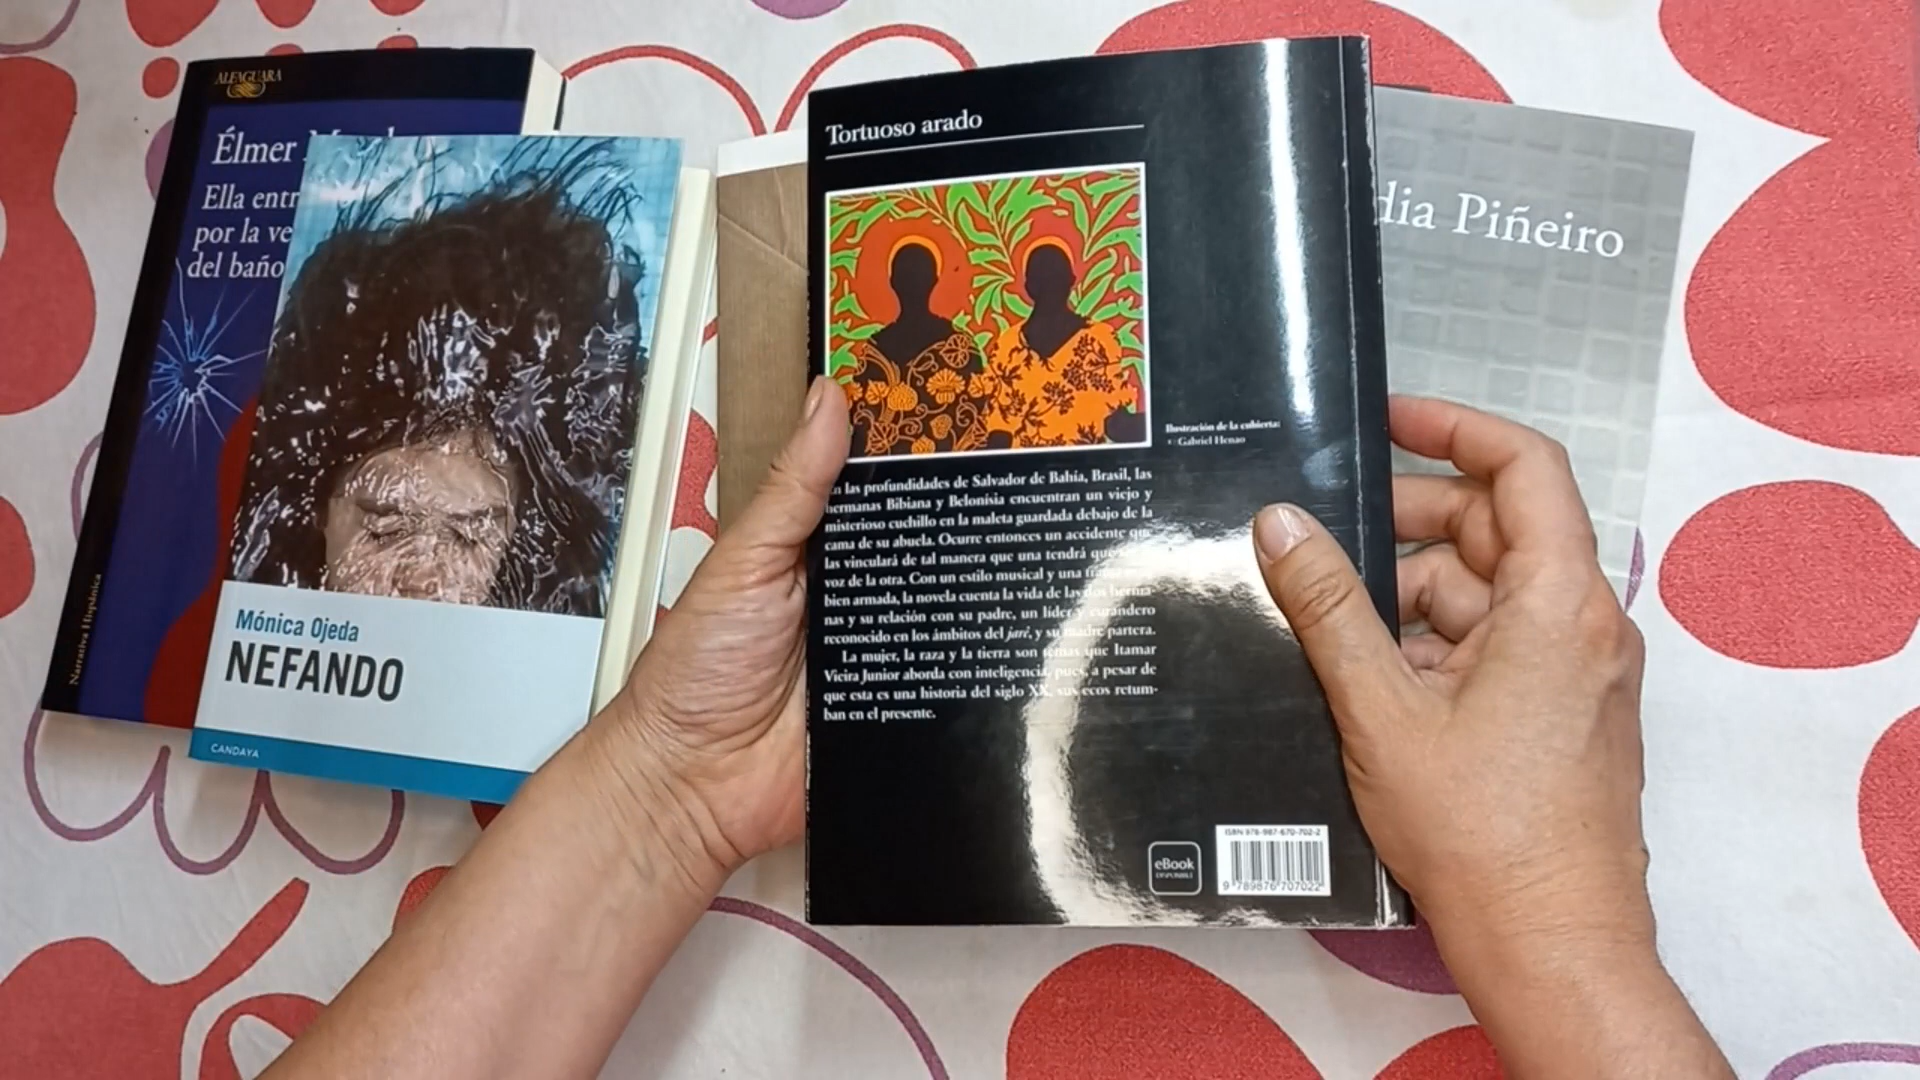 ALFAGUARA
Élmer
Ella
por la
del baño
Narrativa Hispánica
Mónica Ojeda
NEFANDO
CANDAYA
Tortuoso arado
Ilustración de la cubierta:
Gabriel Henao
las profundidades de Salvador de Bahía, Brasil, las
hermanas Bibiana y Belonísia encuentran un viejo y
misterioso cuchillo en la maleta guardada debajo de la
cama de su abuela. Ocurre entonces un accidente que
las vinculará de tal manera que una tendrá que
voz de la otra. Con un estilo musical y una
bien armada, la novela cuenta la vida de las dos herma-
nas y su relación con su padre, un líder y curandero
reconocido en los ámbitos del jarê, y su madre partera.
La mujer, la raza y la tierra son temas que Itamar
Vieira Junior aborda con inteligencia, pues, a pesar de
que esta es una historia del siglo XX, sus ecos retum-
ban en el presente.
eBook
DISPONIBLE
ISBN 978-987-670-702-2
9 789876 707022
dia Piñeiro